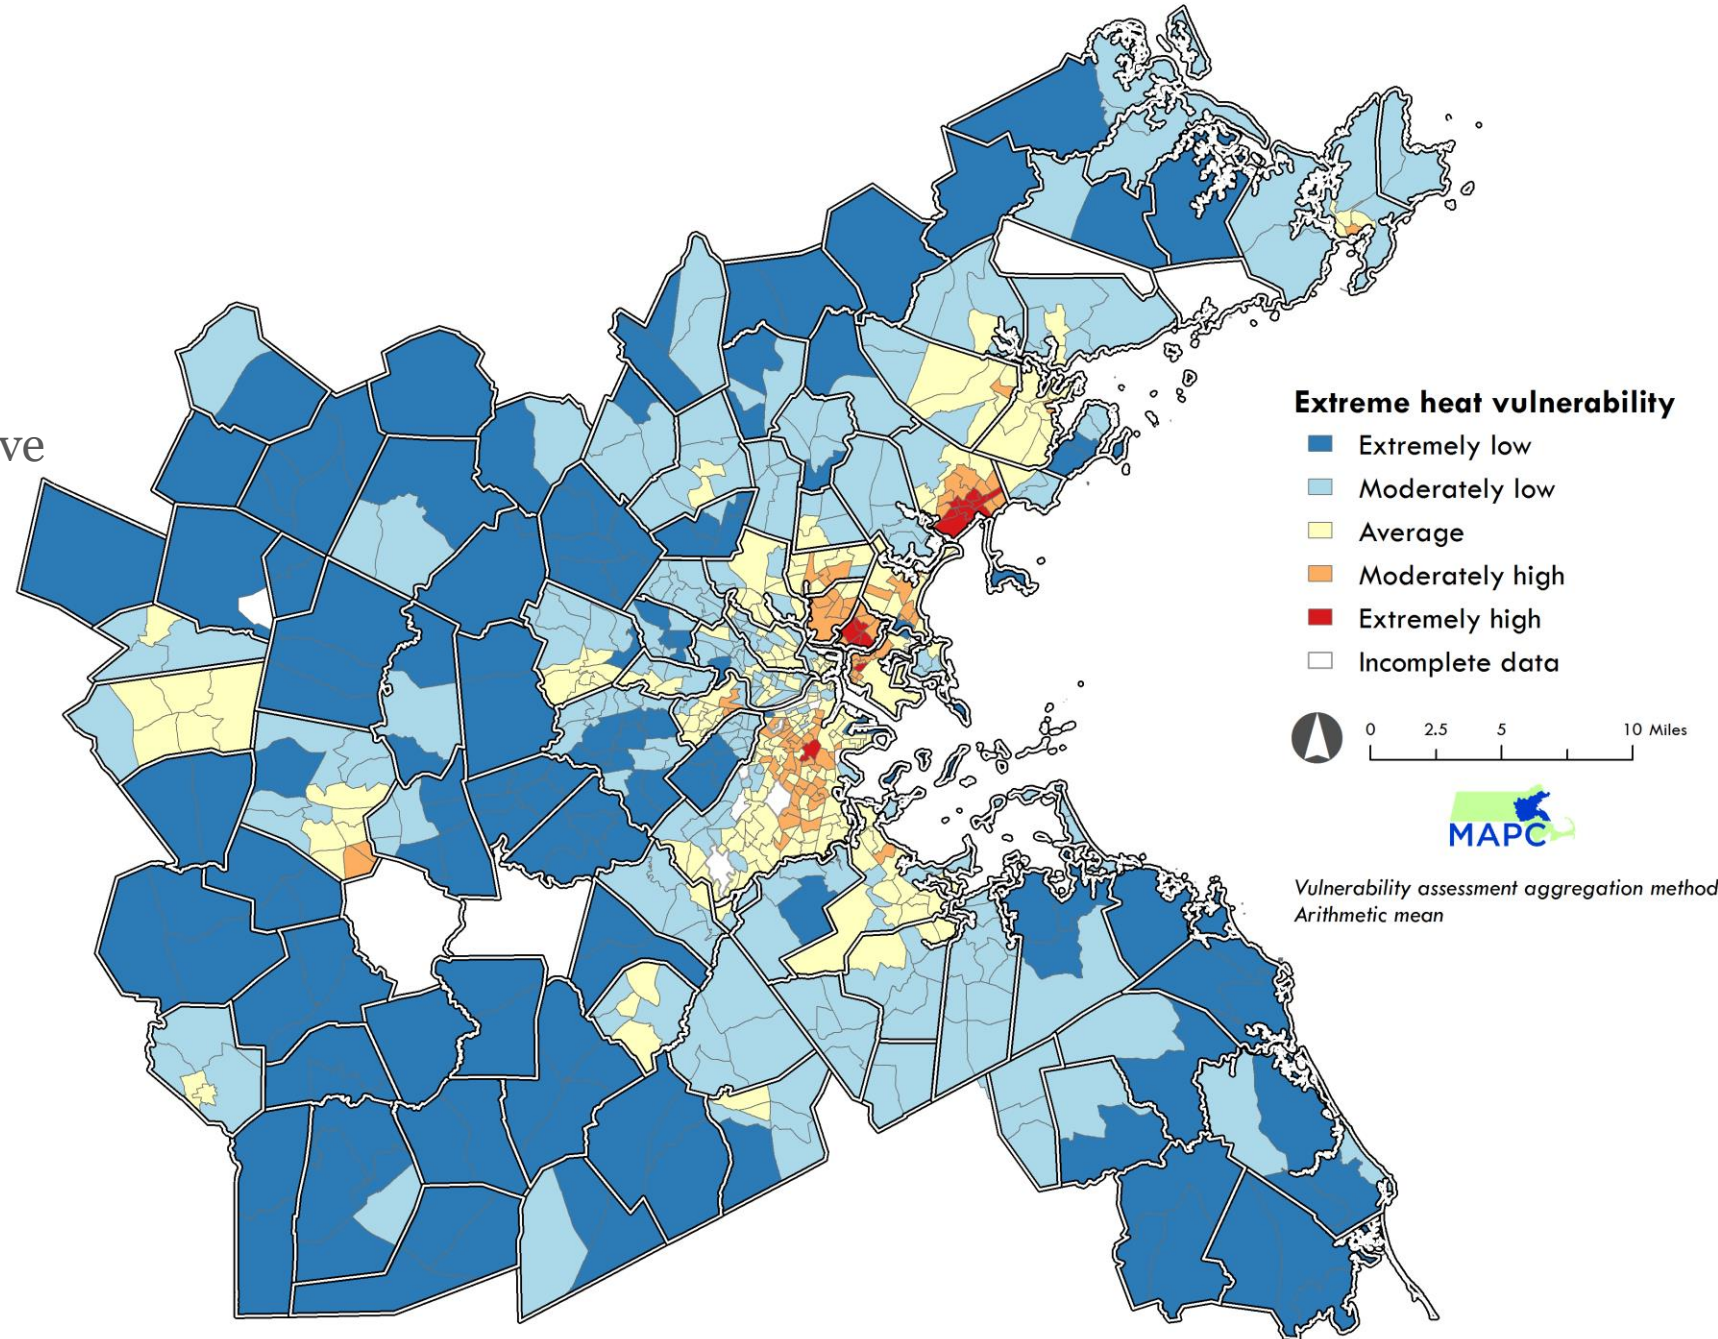 ve
Extreme heat vulnerability
Extremely low
Moderately low
Average
Moderately high
Extremely high
Incomplete data
0 2.5 5 10 Miles
MAPC
Vulnerability assessment aggregation method
Arithmetic mean